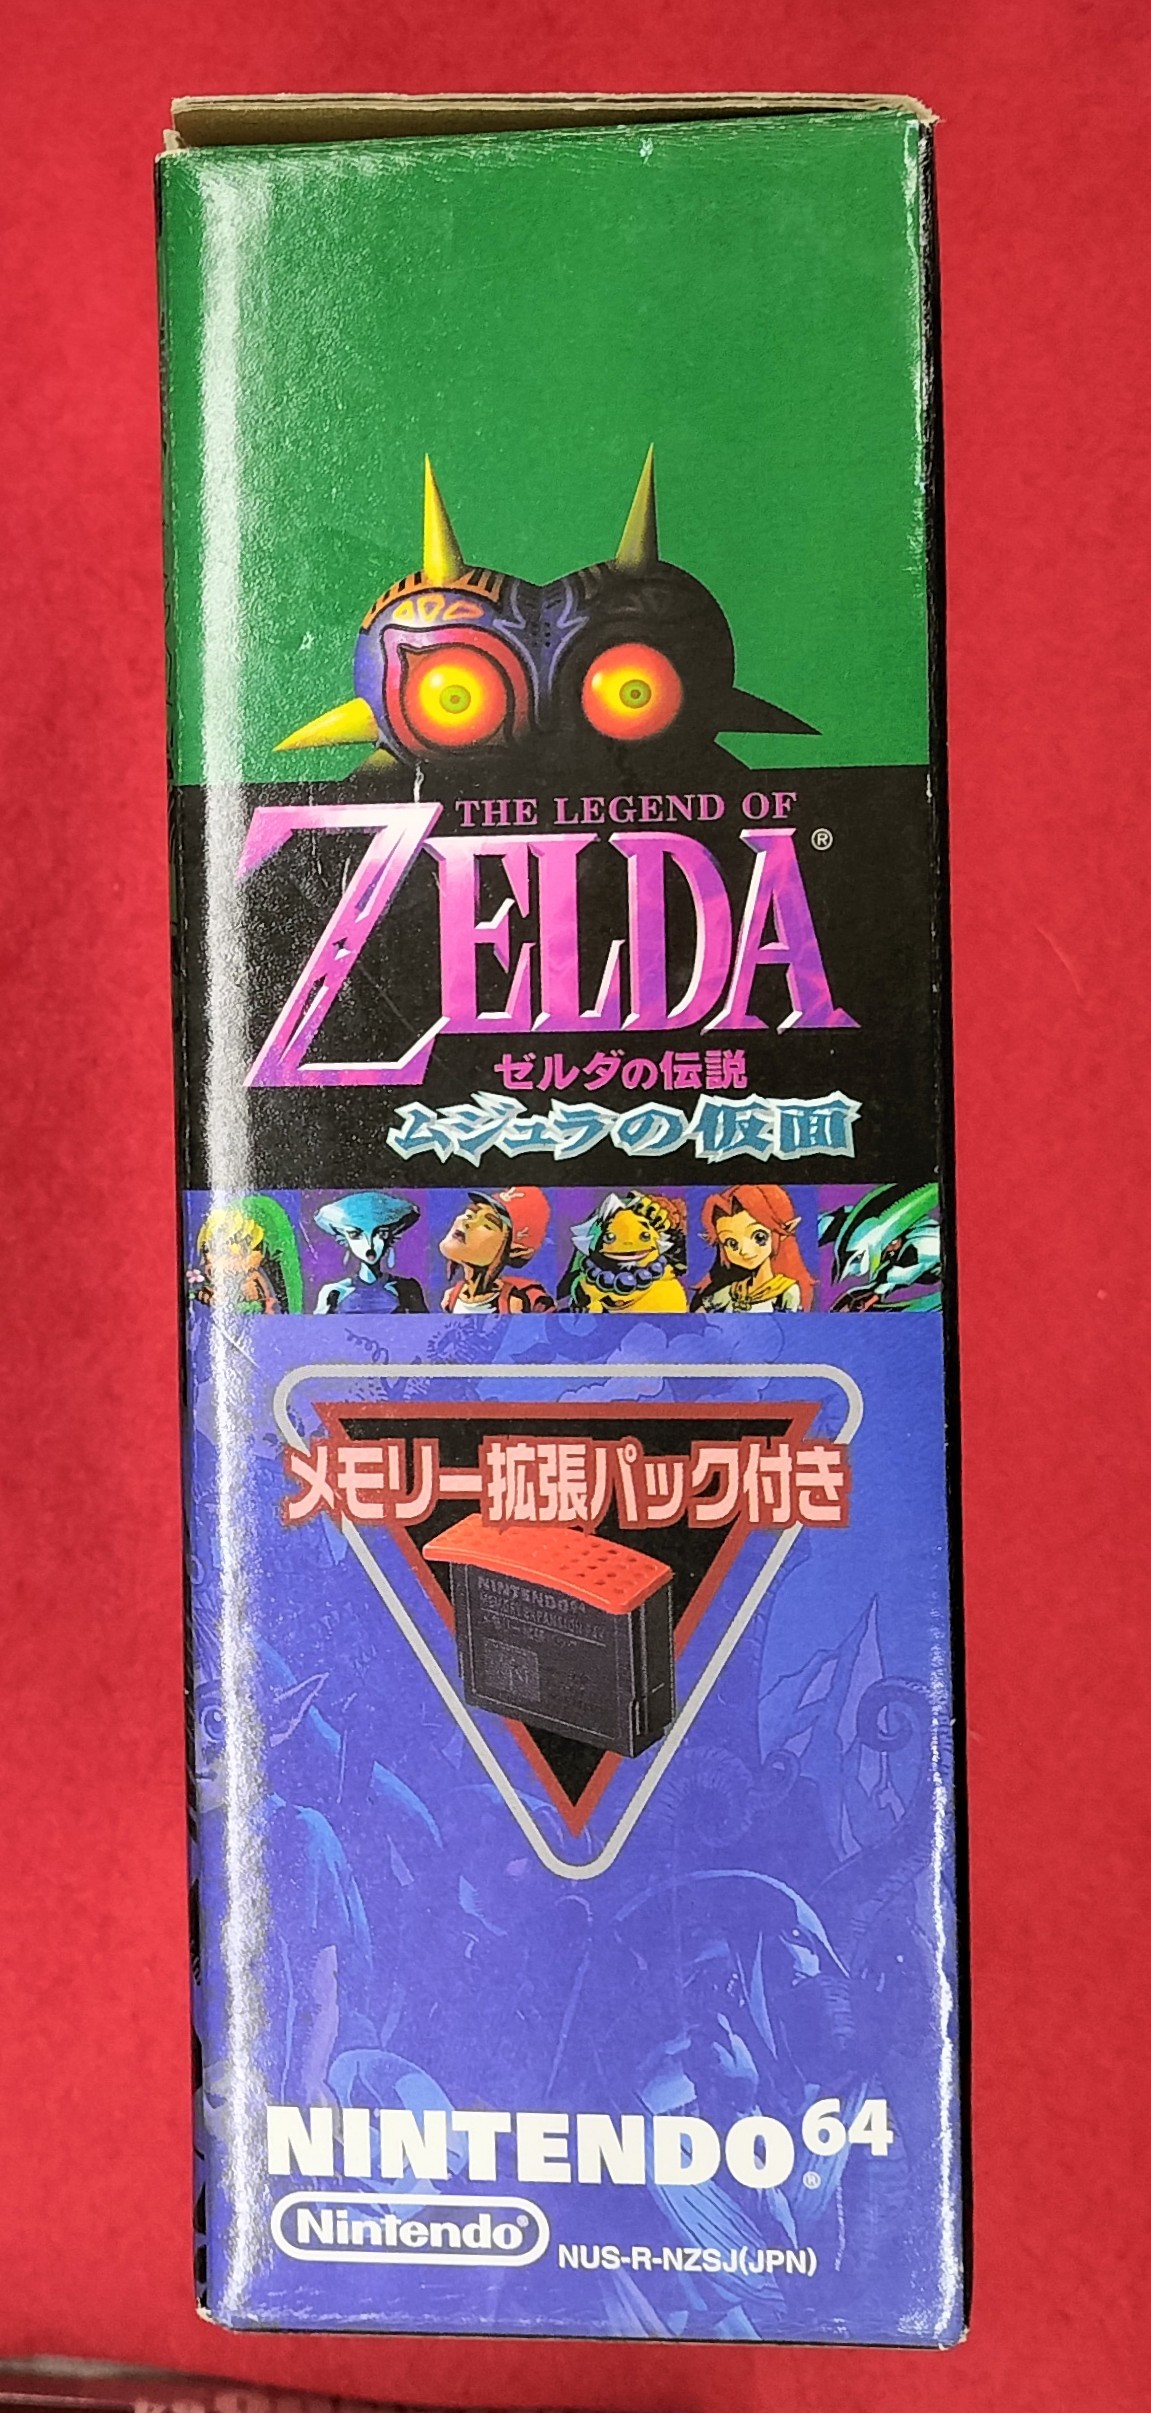 THE LEGEND OF
ZELDA®
ゼルダの伝説
ムジュラの仮面
メモリー拡張パック付き
NINTENDO64
NINTENDO64®
Nintendo®
NUS-R-NZSJ(JPN)